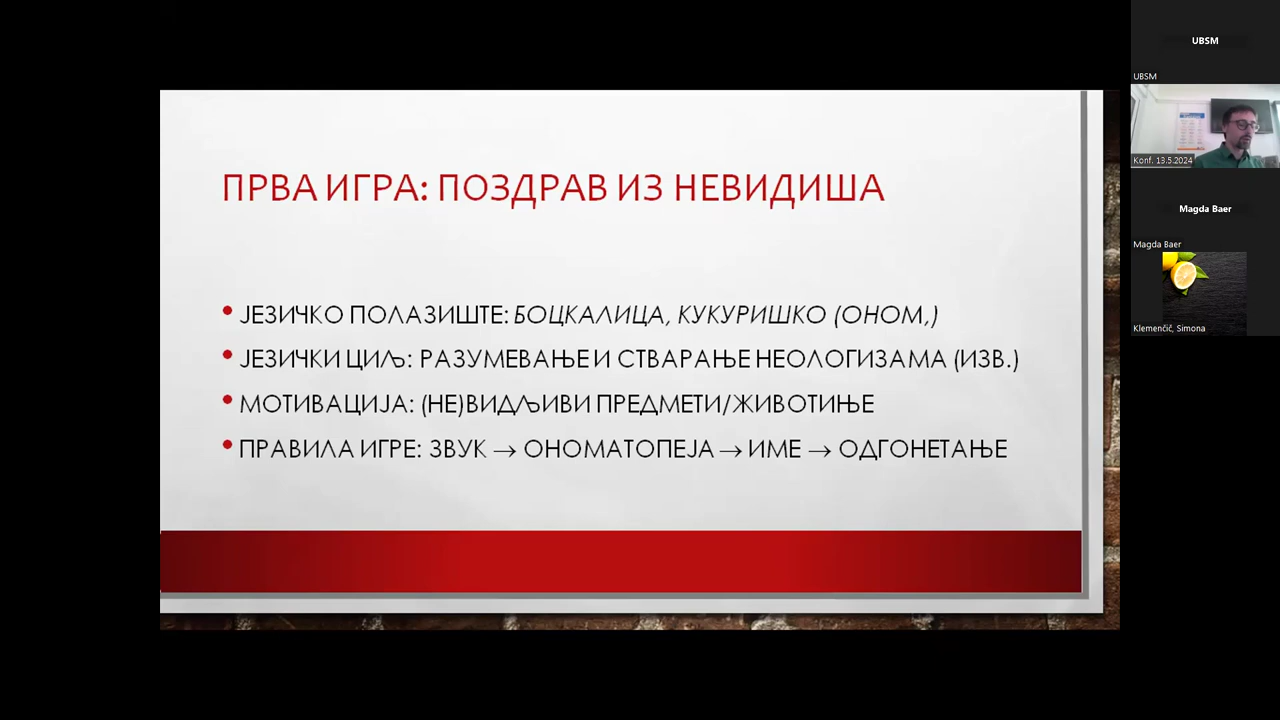 ПРВА ИГРА: ПОЗДРАВ ИЗ НЕВИДИША
• ЈЕЗИЧКО ПОЛАЗИШТЕ: БОЦКАЛИЦА, КУКУРИШКО (ОНОМ,)
• ЈЕЗИЧКИ ЦИЉ: РАЗУМЕВАЊЕ И СТВАРАЊЕ НЕОЛОГИЗАМА (ИЗВ.)
• МОТИВАЦИЈА: (НЕ)ВИДЉИВИ ПРЕДМЕТИ/ЖИВОТИЊЕ
• ПРАВИЛА ИГРЕ: ЗВУК → ОНОМАТОПЕЈА → ИМЕ → ОДГОНЕТАЊЕ
UBSM
UBSM
Konf. 13.5.2024
Magda Baer
Magda Baer
Klemenčič, Simona